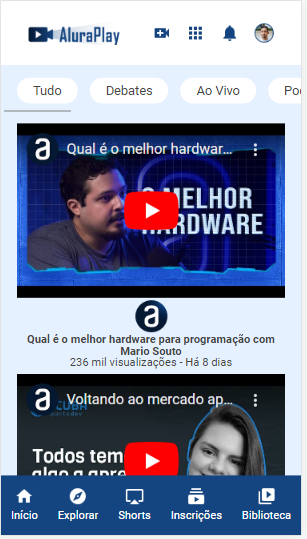 AluraPlay
Tudo
Debates
Ao Vivo
Po
Qual é o melhor hardwar...
O MELHOR
HARDWARE
Qual é o melhor hardware para programação com
Mario Souto
236 mil visualizações - Há 8 dias
Voltando ao mercado ap...
CUBA
pontodev
Todos tem
algo a apre
Início
Explorar
Shorts
Inscrições
Biblioteca